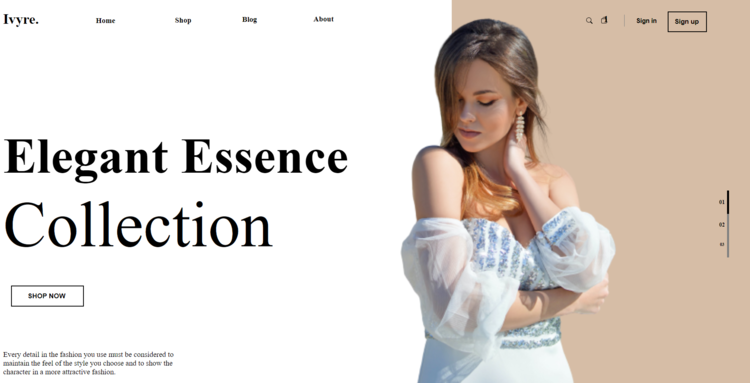 Ivyre.
Home
Shop
Blog
About
Sign in
Sign up
Elegant Essence
Collection
01
02
03
SHOP NOW
Every detail in the fashion you use must be considered to
maintain the feel of the style you choose and to show the
character in a more attractive fashion.